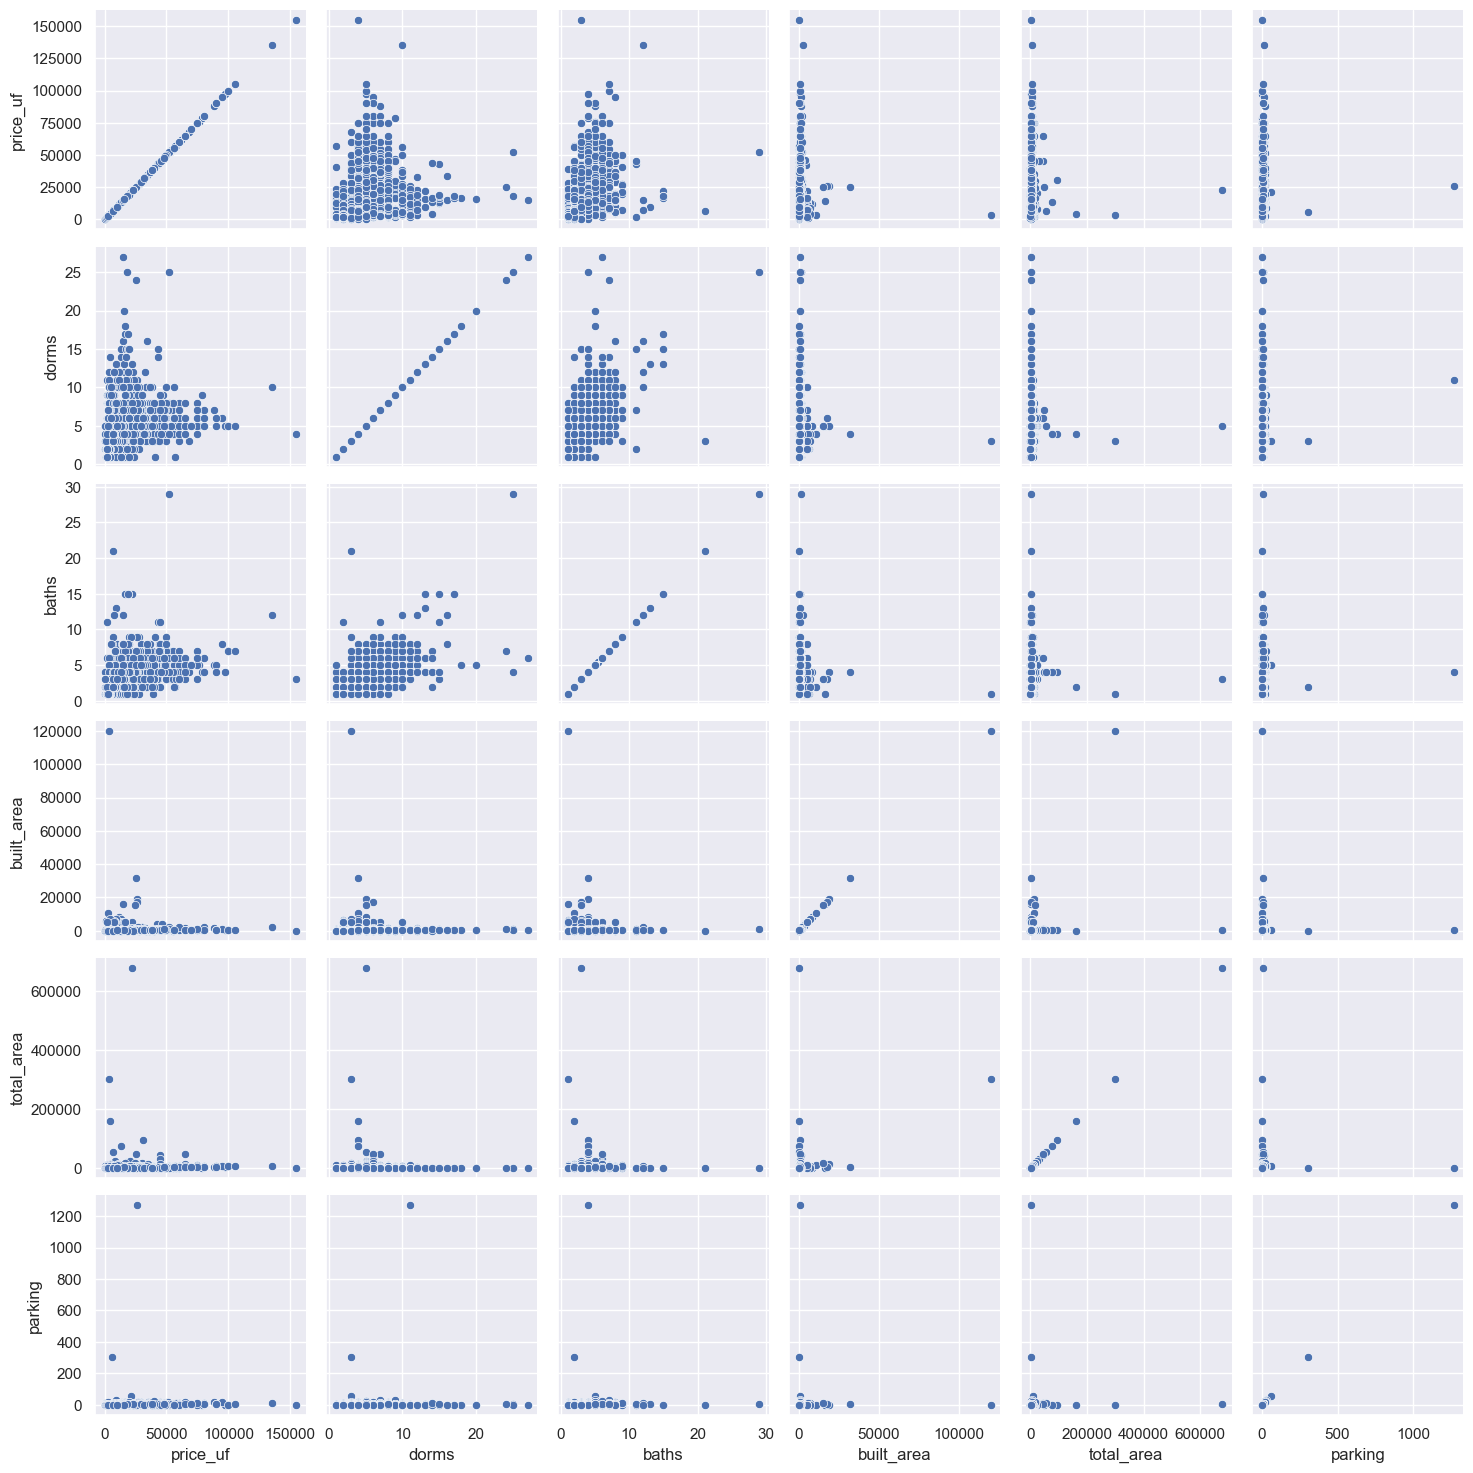 150000
125000
100000
75000
50000
25000
0
price_uf
25
20
15
10
5
0
dorms
30
25
20
15
10
5
0
baths
120000
100000
80000
60000
40000
20000
0
built_area
600000
400000
200000
0
total_area
1200
1000
800
600
400
200
0
parking
0 50000 100000 150000
0 10 20
0 10 20 30
0 50000 100000
0 200000 400000 600000
0 500 1000
price_uf dorms baths built_area total_area parking